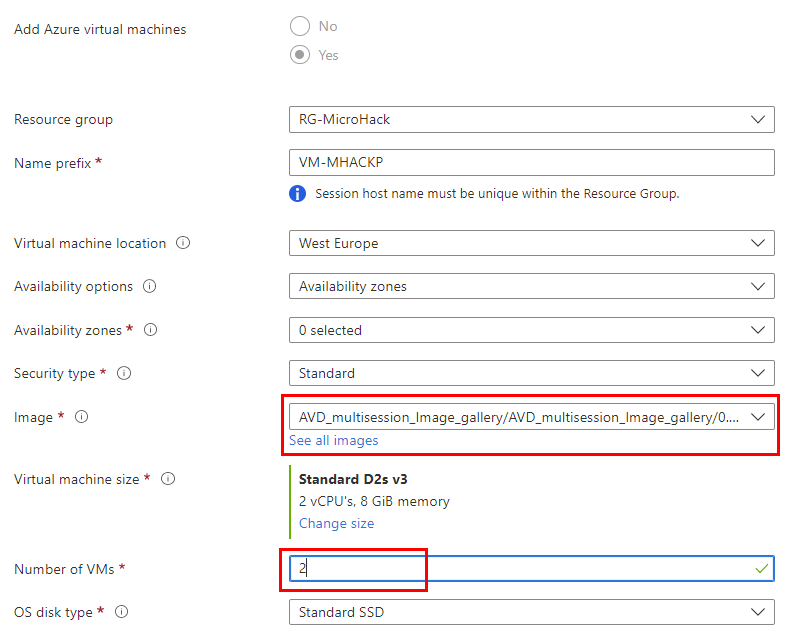 Add Azure virtual machines
No
Yes
Resource group
RG-MicroHack
Name prefix *
VM-MHACKP
Session host name must be unique within the Resource Group.
Virtual machine location
West Europe
Availability options
Availability zones
Availability zones *
0 selected
Security type *
Standard
Image *
AVD_multisession_Image_gallery/AVD_multisession_Image_gallery/0....
See all images
Virtual machine size *
Standard D2s v3
2 vCPU's, 8 GiB memory
Change size
Number of VMs *
2
OS disk type *
Standard SSD